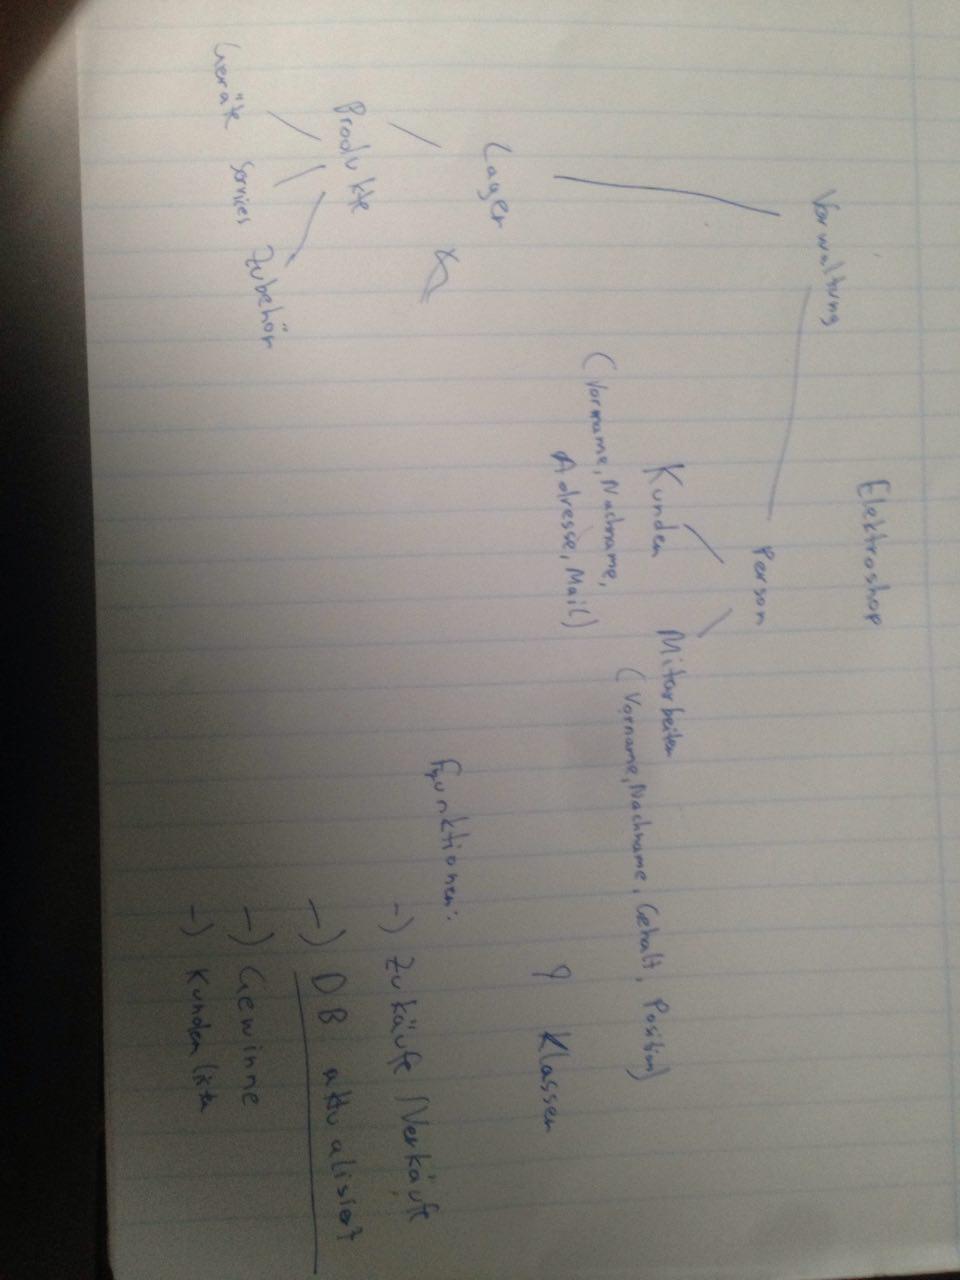 Elektroshop
Verwaltung
Person
Kunden
Mitarbeiter
(Vorname, Nachname, Gehalt, Position)
(Vorname, Nachname,
Adresse, Mail)
9 Klassen
Lager
Funktionen:
-) Zukäufe / Verkäufe
Produkte
-) DB aktualisiert
Geräte Services Zubehör
-) Gewinne
-) Kundenliste